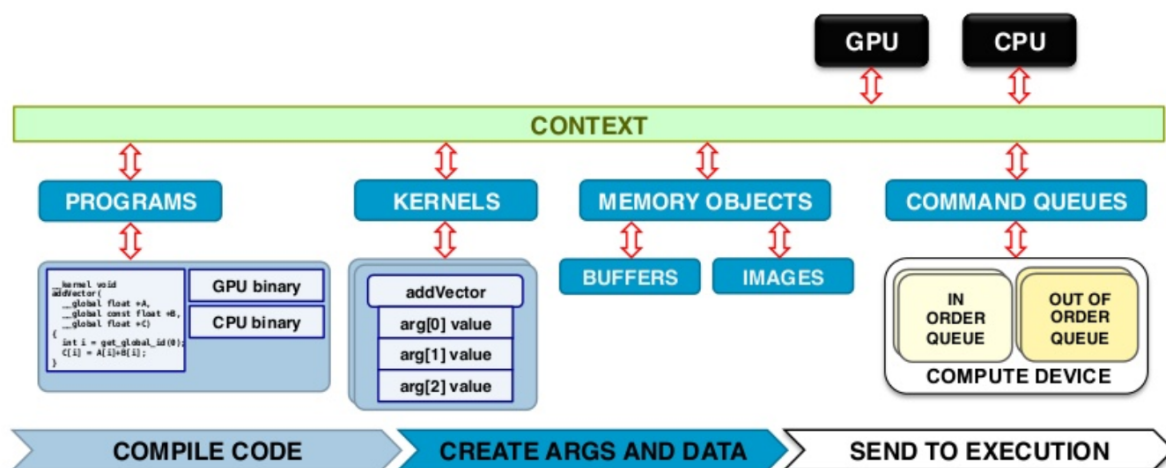 GPU
CPU
CONTEXT
PROGRAMS
KERNELS
MEMORY OBJECTS
COMMAND QUEUES
__kernel void
addVector(
__global float *A,
__global const float *B,
__global float *C)
{
int i = get_global_id(0);
C[i] = A[i]+B[i];
}
GPU binary
CPU binary
addVector
arg[0] value
arg[1] value
arg[2] value
BUFFERS
IMAGES
IN
ORDER
QUEUE
OUT OF
ORDER
QUEUE
COMPUTE DEVICE
COMPILE CODE
CREATE ARGS AND DATA
SEND TO EXECUTION